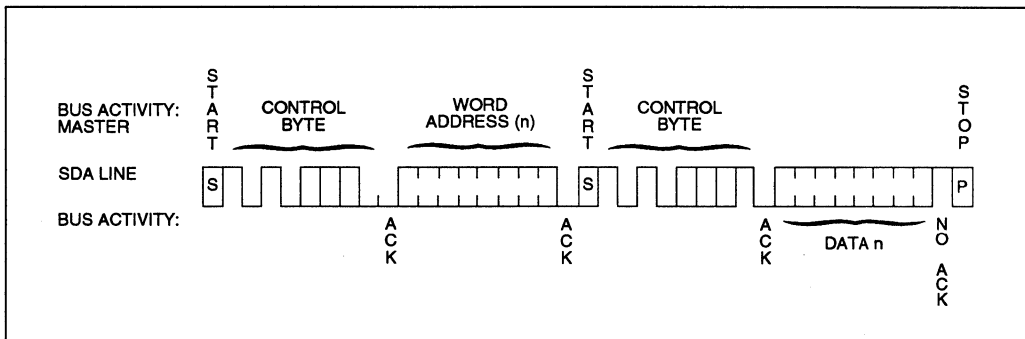 BUS ACTIVITY:
MASTER
START
CONTROL
BYTE
WORD
ADDRESS (n)
START
CONTROL
BYTE
STOP
SDA LINE
S
S
P
BUS ACTIVITY:
ACK
ACK
ACK
DATA n
NO ACK